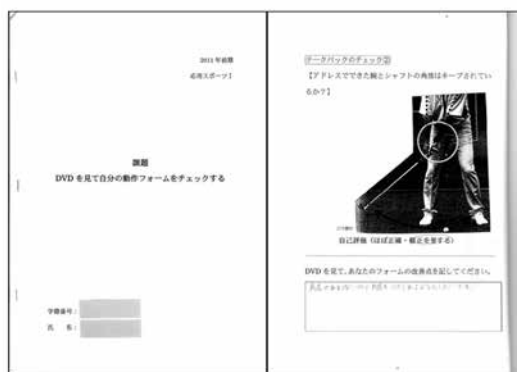 2011 年前期
応用スポーツ I
課題
DVD を見て自分の動作フォームをチェックする
学籍番号：
氏 名：
テークバックのチェック②
【アドレスでできた腕とシャフトの角度はキープされてい
るか？】
自己評価（ほぼ正確・修正を要する）
DVD を見て、あなたのフォームの改善点を記してください。